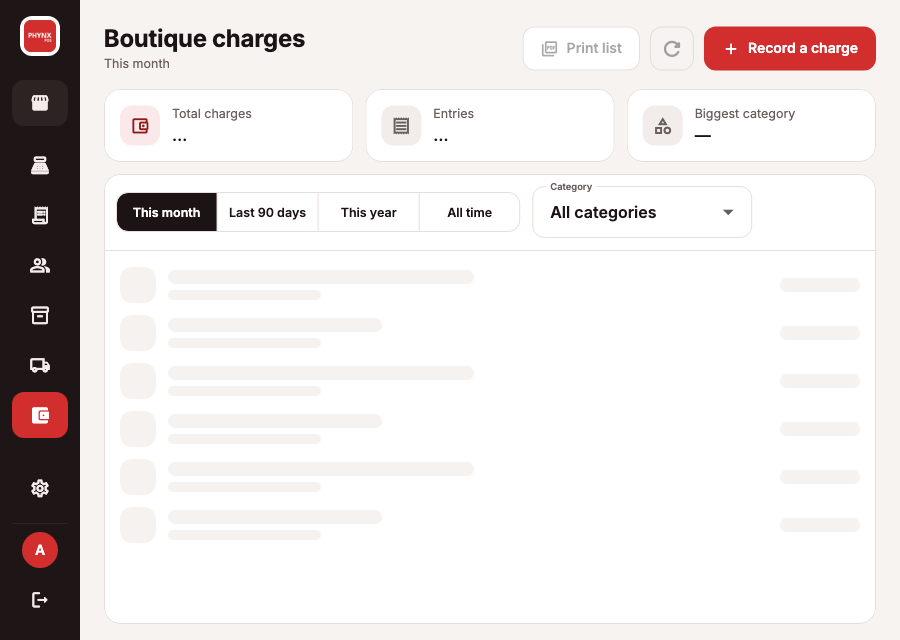 PHYNX
POS
Boutique charges
This month
Print list
Record a charge
Total charges
...
Entries
...
Biggest category
—
This month
Last 90 days
This year
All time
Category
All categories
A